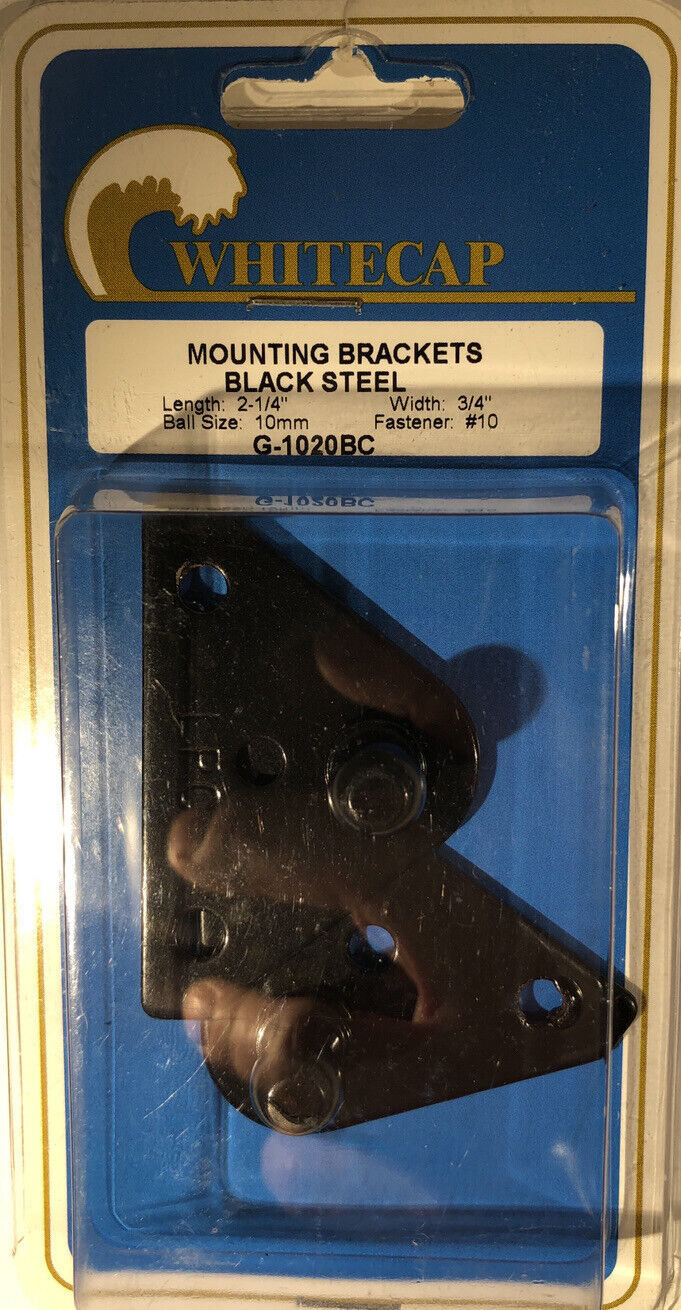 WHITECAP
MOUNTING BRACKETS
BLACK STEEL
Length: 2-1/4" Width: 3/4"
Ball Size: 10mm Fastener: #10
G-1020BC